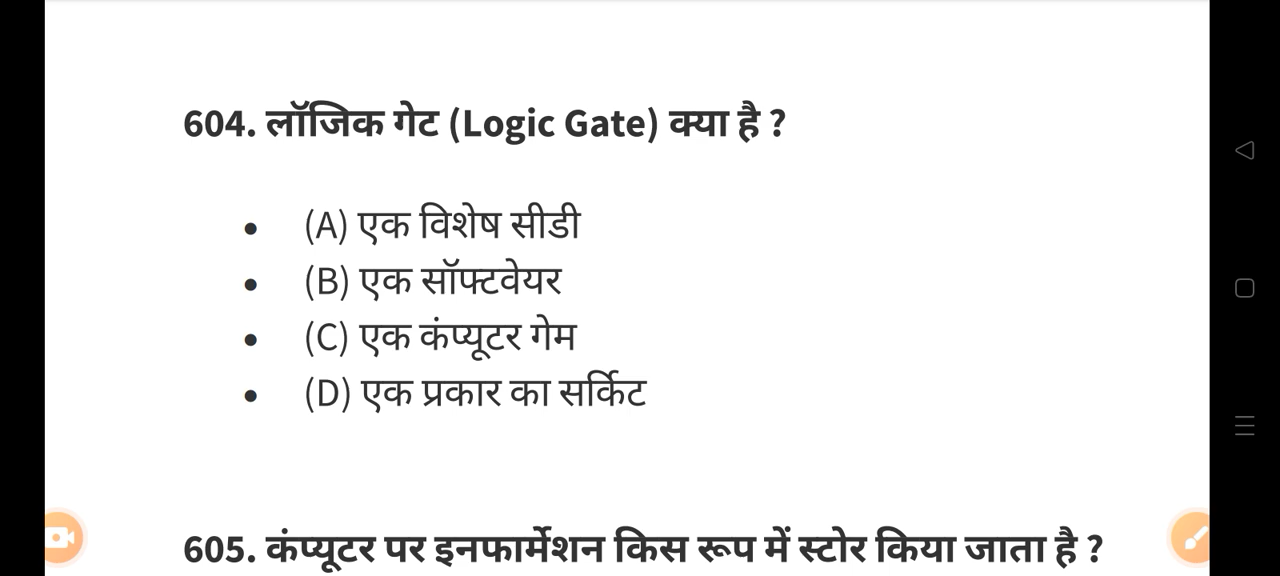 604. लॉजिक गेट (Logic Gate) क्या है ?
• (A) एक विशेष सीडी
• (B) एक सॉफ्टवेयर
• (C) एक कंप्यूटर गेम
• (D) एक प्रकार का सर्किट
605. कंप्यूटर पर इनफार्मेशन किस रूप में स्टोर किया जाता है ?